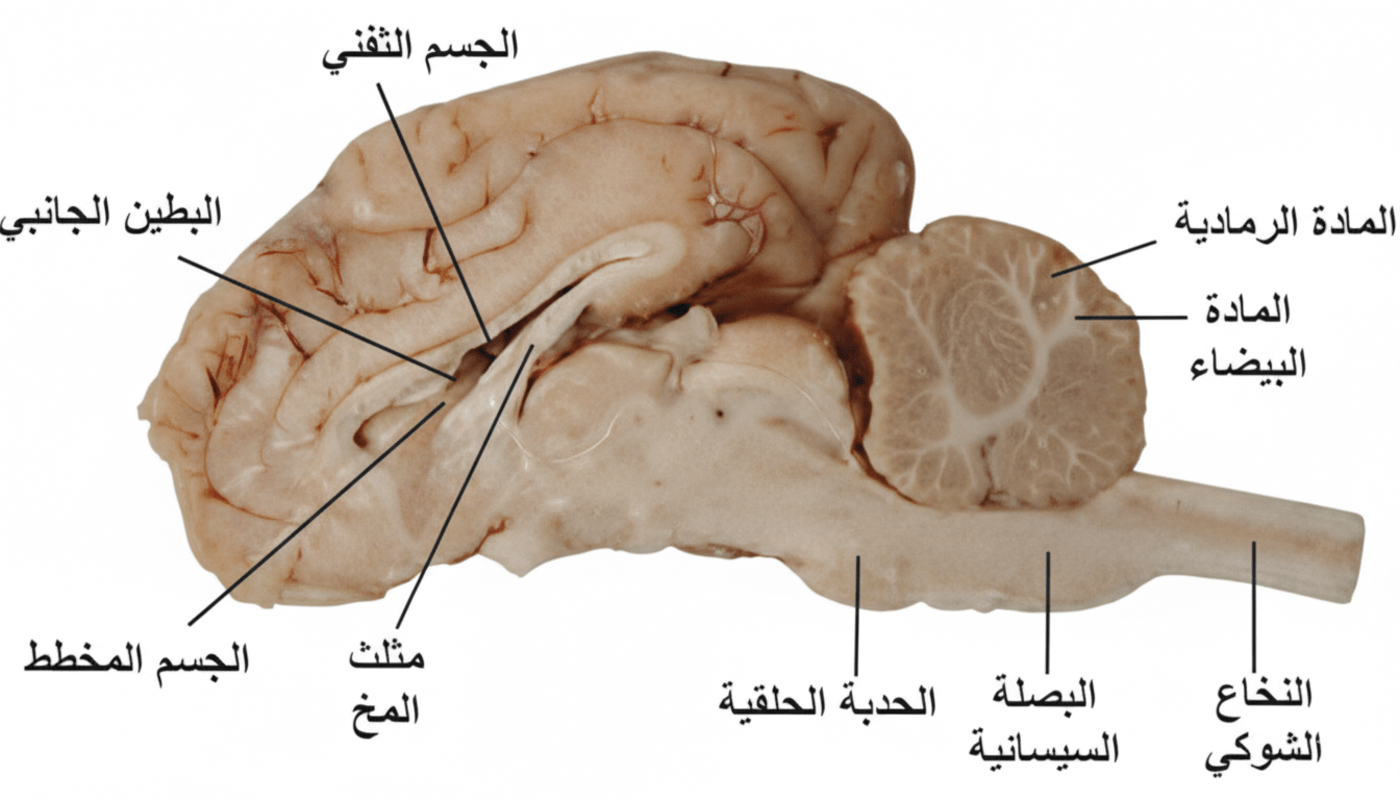 الجسم الثفني
البطين الجانبي
المادة الرمادية
المادة
البيضاء
الجسم المخطط
مثلث
المخ
الحدبة الحلقية
البصلة
السيسانية
النخاع
الشوكي